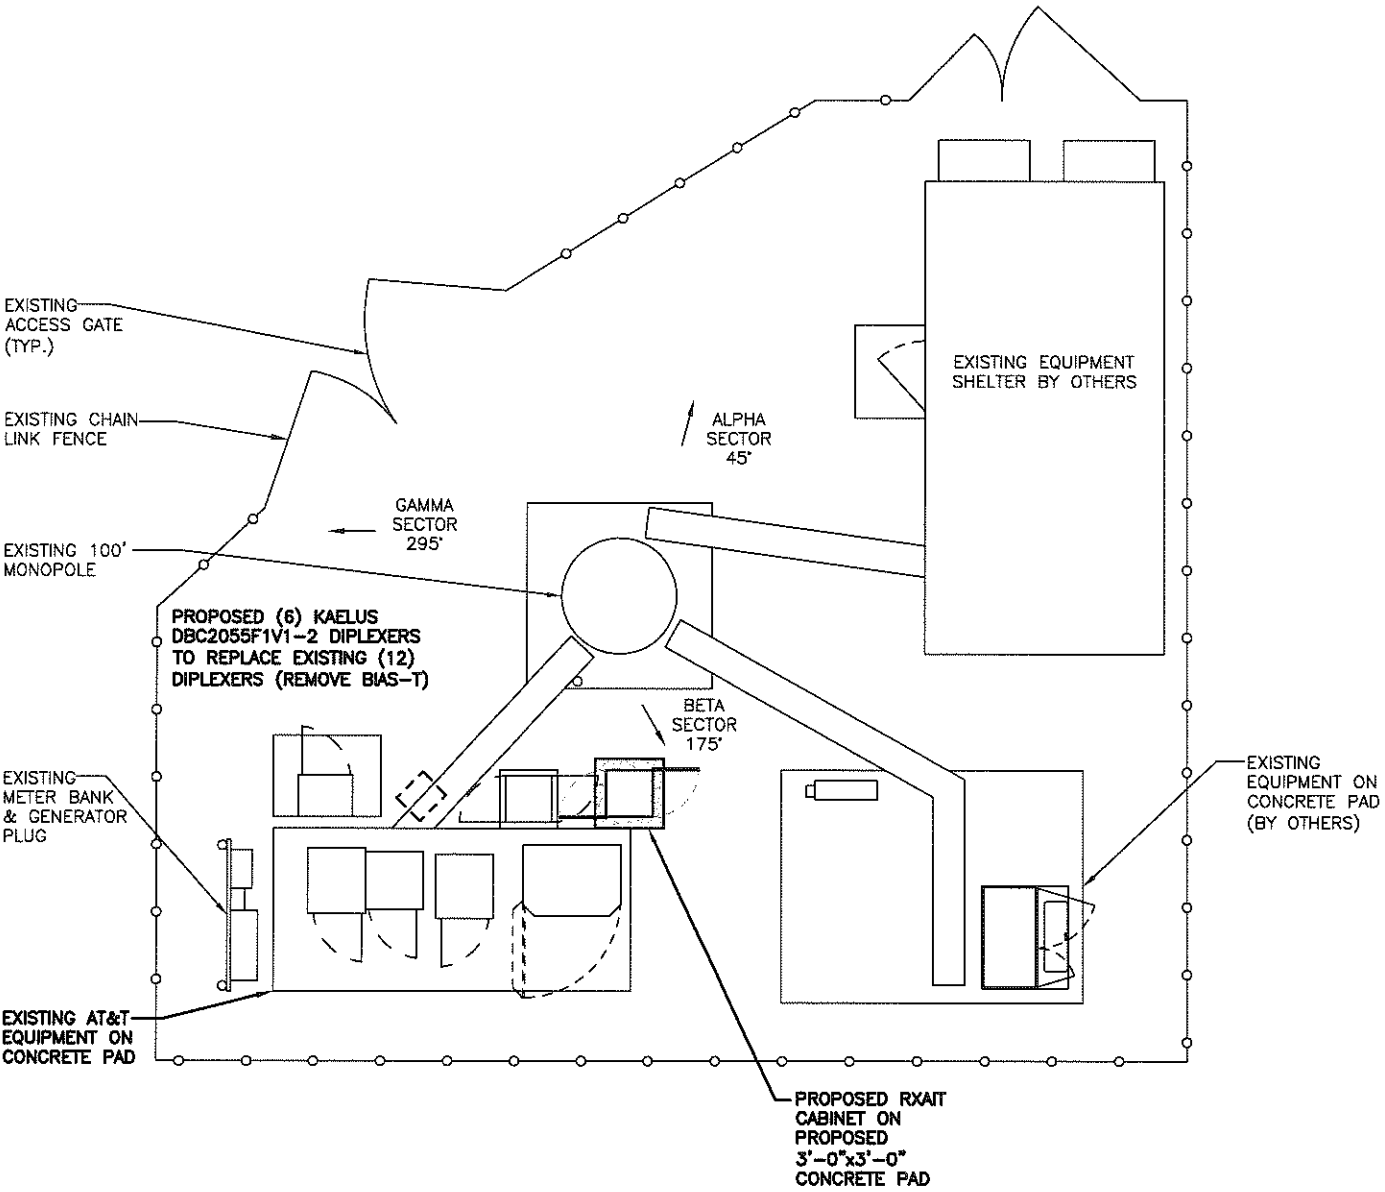 EXISTING
ACCESS GATE
(TYP.)
EXISTING CHAIN
LINK FENCE
EXISTING 100'
MONOPOLE
EXISTING EQUIPMENT
SHELTER BY OTHERS
ALPHA
SECTOR
45°
GAMMA
SECTOR
295°
PROPOSED (6) KAELUS
DBC2055F1V1-2 DIPLEXERS
TO REPLACE EXISTING (12)
DIPLEXERS (REMOVE BIAS-T)
BETA
SECTOR
175°
EXISTING
METER BANK
& GENERATOR
PLUG
EXISTING
EQUIPMENT ON
CONCRETE PAD
(BY OTHERS)
EXISTING AT&T
EQUIPMENT ON
CONCRETE PAD
PROPOSED RXAIT
CABINET ON
PROPOSED
3'-0"x3'-0"
CONCRETE PAD